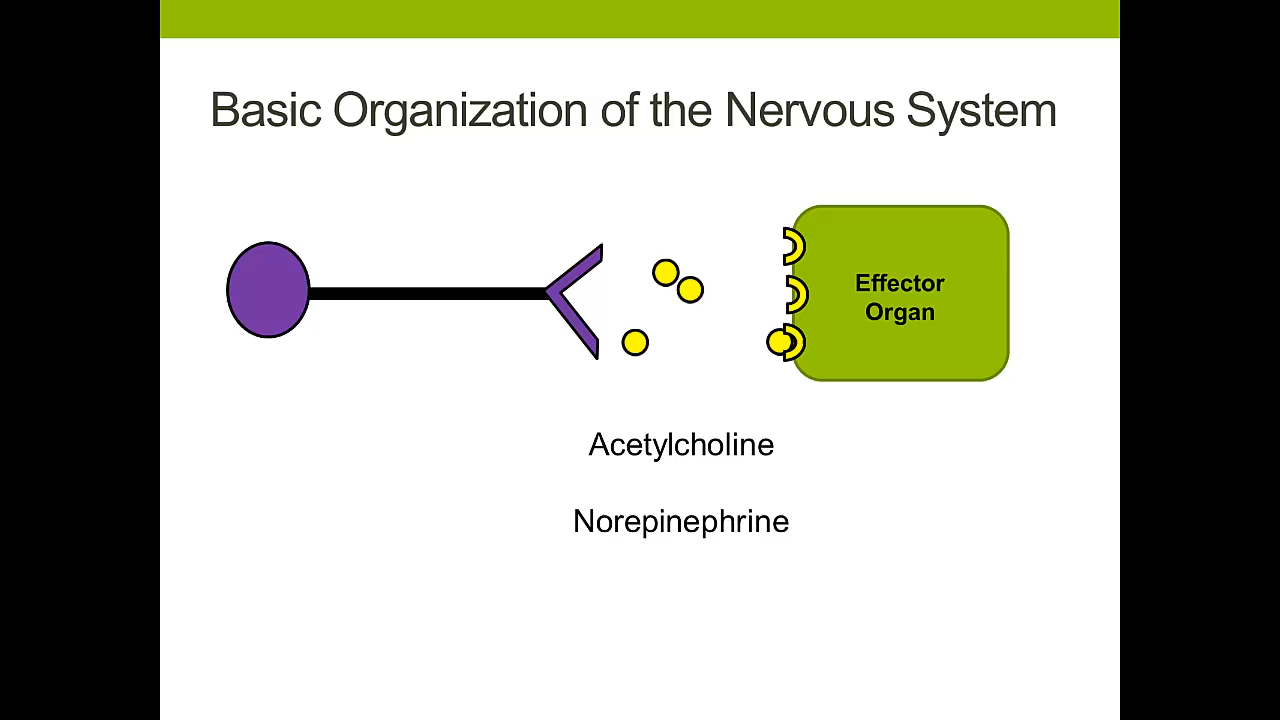 Basic Organization of the Nervous System
Effector
Organ
Acetylcholine
Norepinephrine